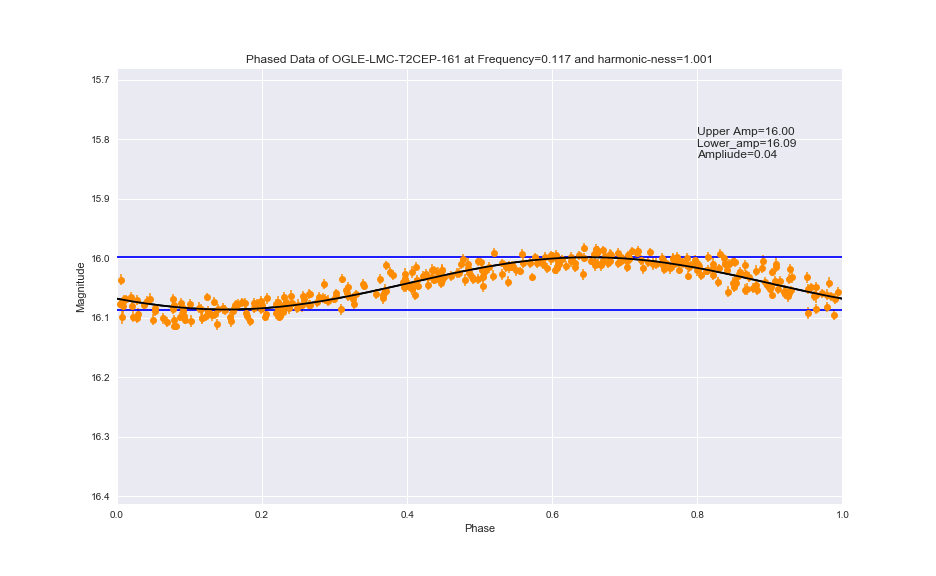 Phased Data of OGLE-LMC-T2CEP-161 at Frequency=0.117 and harmonic-ness=1.001
15.7
15.8
15.9
16.0
16.1
16.2
16.3
16.4
Magnitude
Upper Amp=16.00
Lower_amp=16.09
Ampliude=0.04
0.0 0.2 0.4 0.6 0.8 1.0
Phase